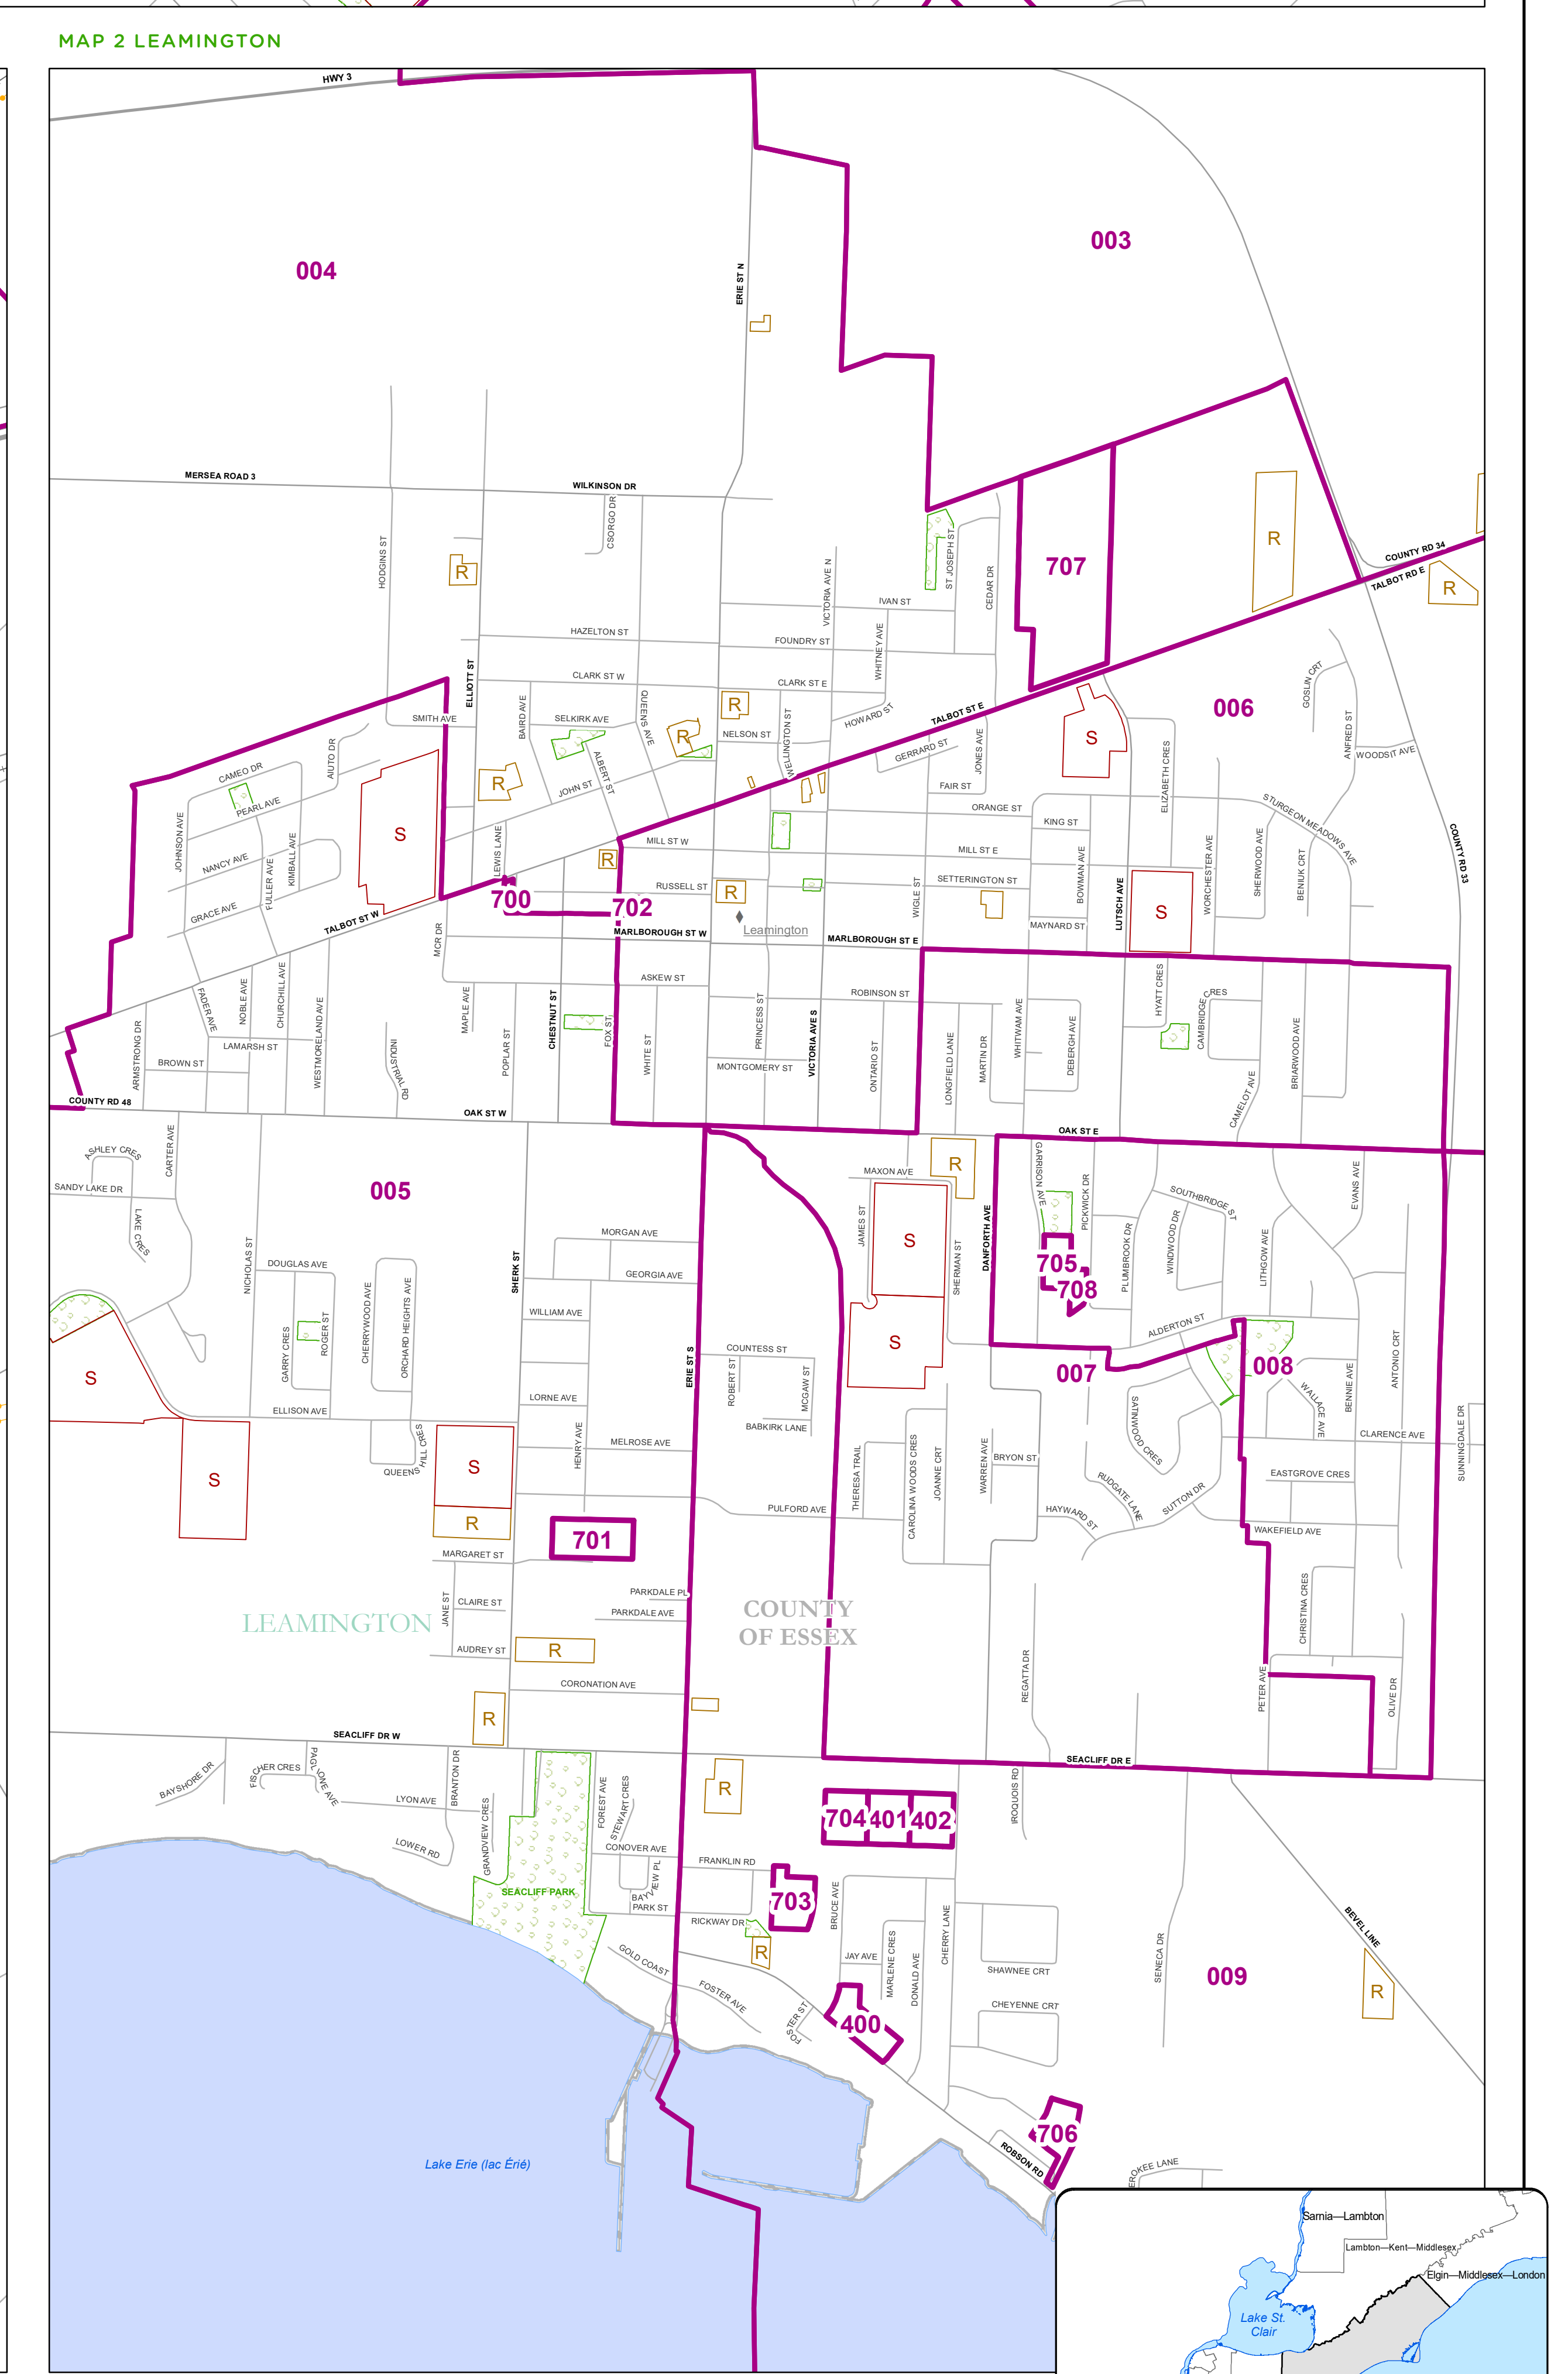 MAP 2 LEAMINGTON
HWY 3
003
004
ERIE ST N
MERSEA ROAD 3
WILKINSON DR
CSORGO DR
HODGINS ST
R
R
707
ST JOSEPH ST
CEDAR DR
COUNTY RD 34
TALBOT RD E
R
VICTORIA AVE N
IVAN ST
HAZELTON ST
FOUNDRY ST
WHITNEY AVE
ELLIOTT ST
CLARK ST W
CLARK ST E
GOSLIN CRT
006
SMITH AVE
BAIRD AVE
SELKIRK AVE
QUEENS AVE
R
R
NELSON ST
WELLINGTON ST
HOWARD ST
TALBOT ST E
S
ANFRED ST
WOODSIT AVE
GERRARD ST
JONES AVE
ELIZABETH CRES
AIUTO DR
CAMEO DR
PEARL AVE
R
ALBERT ST
JOHN ST
FAIR ST
ORANGE ST
KING ST
STURGEON MEADOWS AVE
JOHNSON AVE
S
LEWIS LANE
MILL ST W
MILL ST E
NANCY AVE
KIMBALL AVE
FULLER AVE
R
BOWMAN AVE
WORCHESTER AVE
SHERWOOD AVE
BENIUK CRT
COUNTY RD 33
GRACE AVE
700
702
RUSSELL ST
R
SETTERINGTON ST
WIGLE ST
LUTSCH AVE
S
TALBOT ST W
MCR DR
MARLBOROUGH ST W
Leamington
MARLBOROUGH ST E
MAYNARD ST
ASKEW ST
ROBINSON ST
HYATT CRES
CAMBRIDGE CRES
FADER AVE
NOBLE AVE
CHURCHILL AVE
WESTMORELAND AVE
MAPLE AVE
CHESTNUT ST
FOX ST
WHITE ST
PRINCESS ST
VICTORIA AVE S
ONTARIO ST
LONGFIELD LANE
MARTIN DR
WHITWAM AVE
DEBERGH AVE
BRIARWOOD AVE
ARMSTRONG DR
LAMARSH ST
BROWN ST
INDUSTRIAL RD
POPLAR ST
MONTGOMERY ST
CAMELOT AVE
COUNTY RD 48
OAK ST W
OAK ST E
ASHLEY CRES
CARTER AVE
SANDY LAKE DR
LAKE CRES
005
MAXON AVE
R
GARRISON AVE
PICKWICK DR
SOUTHBRIDGE ST
EVANS AVE
NICHOLAS ST
SHERK ST
MORGAN AVE
JAMES ST
S
SHERMAN ST
DANFORTH AVE
705
708
PLUMBROOK DR
WINDWOOD DR
LITHGOW AVE
DOUGLAS AVE
GEORGIA AVE
GARRY CRES
ROGER ST
CHERRYWOOD AVE
ORCHARD HEIGHTS AVE
WILLIAM AVE
S
ALDERTON ST
S
ERIE ST S
COUNTESS ST
ROBERT ST
MCGAW ST
007
008
ANTONIO CRT
BENNIE AVE
WALLACE AVE
ELLISON AVE
LORNE AVE
BABKIRK LANE
SATINWOOD CRES
CLARENCE AVE
SUNNINGDALE DR
S
QUEENS HILL CRES
S
HENRY AVE
MELROSE AVE
THERESA TRAIL
CAROLINA WOODS CRES
JOANNE CRT
WARREN AVE
BRYON ST
EASTGROVE CRES
RUDGATE LANE
SUTTON DR
R
701
PULFORD AVE
HAYWARD ST
WAKEFIELD AVE
MARGARET ST
JANE ST
CLAIRE ST
PARKDALE PL
PARKDALE AVE
LEAMINGTON
COUNTY
OF ESSEX
CHRISTINA CRES
AUDREY ST
R
REGATTA DR
PETER AVE
OLIVE DR
CORONATION AVE
R
SEACLIFF DR W
SEACLIFF DR E
BAYSHORE DR
BRANTON DR
LYON AVE
GRANDVIEW CRES
LOWER RD
FOREST AVE
STEWART CRES
R
704
401
402
IROQUOIS RD
CONOVER AVE
FRANKLIN RD
SEACLIFF PARK
PARK ST
703
RICKWAY DR
R
BRUCE AVE
CHERRY LANE
JAY AVE
MARLENE CRES
DONALD AVE
SHAWNEE CRT
SENECA DR
BEVEL LINE
009
R
GOLD COAST
FOSTER AVE
FOSTER ST
400
CHEYENNE CRT
706
ROBSON RD
Lake Erie (lac Érié)
EROKEE LANE
Sarnia—Lambton
Lambton—Kent—Middlesex
Elgin—Middlesex—London
Lake St.
Clair